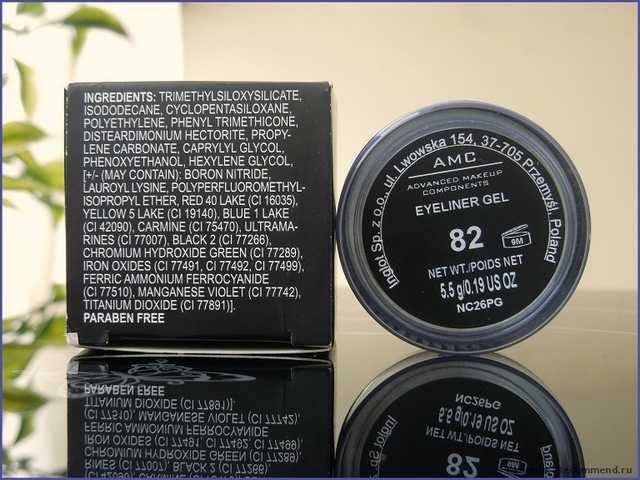 INGREDIENTS: TRIMETHYLSILOXYSILICATE,
ISODODECANE, CYCLOPENTASILOXANE,
POLYETHYLENE, PHENYL TRIMETHICONE,
DISTEARDIMONIUM HECTORITE, PROPY-
LENE CARBONATE, CAPRYLYL GLYCOL,
PHENOXYETHANOL, HEXYLENE GLYCOL,
[+/- (MAY CONTAIN): BORON NITRIDE,
LAUROYL LYSINE, POLYPERFLUOROMETHYL-
ISOPROPYL ETHER, RED 40 LAKE (CI 16035),
YELLOW 5 LAKE (CI 19140), BLUE 1 LAKE
(CI 42090), CARMINE (CI 75470), ULTRAMA-
RINES (CI 77007), BLACK 2 (CI 77266),
CHROMIUM HYDROXIDE GREEN (CI 77289),
IRON OXIDES (CI 77491, CI 77492, CI 77499),
FERRIC AMMONIUM FERROCYANIDE
(CI 77510), MANGANESE VIOLET (CI 77742),
TITANIUM DIOXIDE (CI 77891)].
PARABEN FREE
Inglot Sp. z o.o., ul. Lwowska 154, 37-705 Przemyśl, Poland
AMC
ADVANCED MAKEUP
COMPONENTS
EYELINER GEL
82
9M
NET WT./POIDS NET
5.5 g/0.19 US OZ
NC26PG